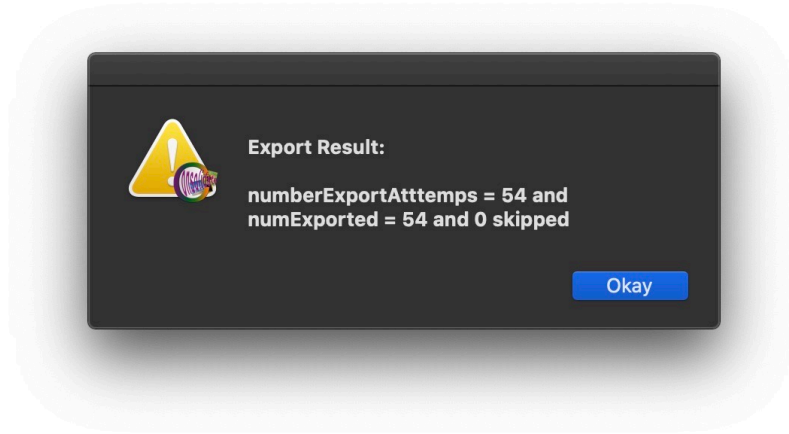 Export Result:
numberExportAtttemps = 54 and
numExported = 54 and 0 skipped
Okay